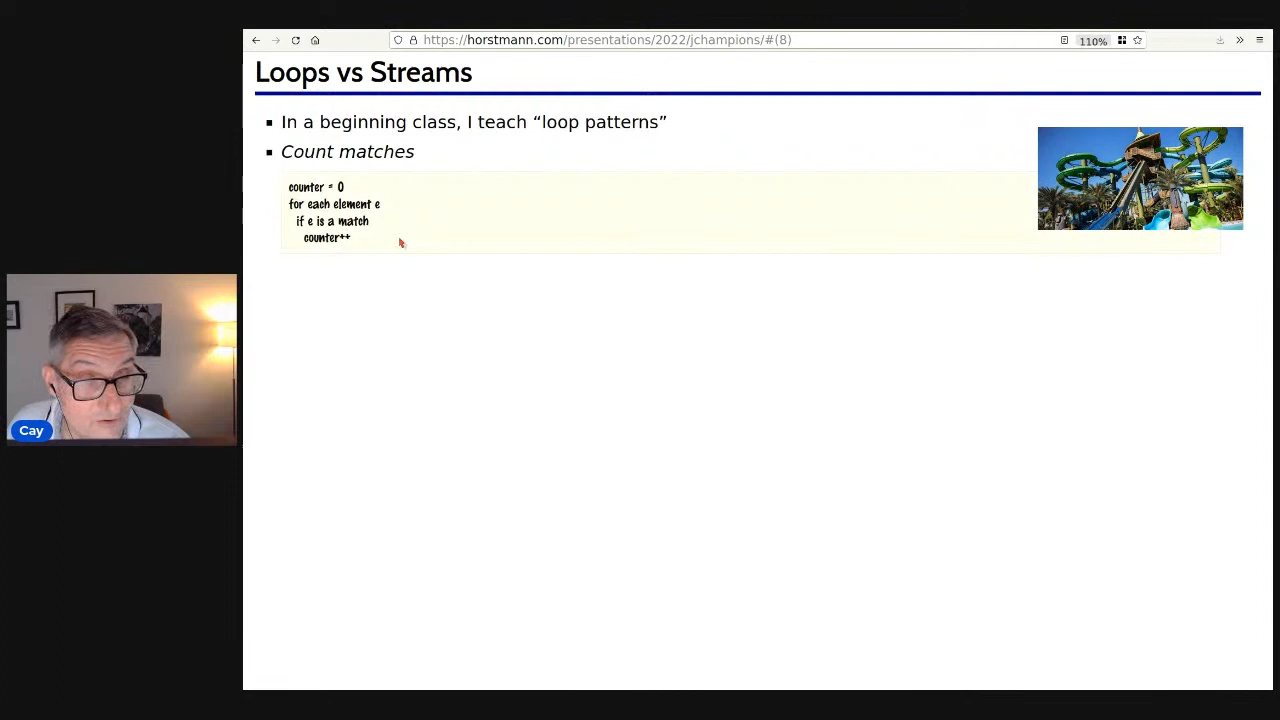 https://horstmann.com/presentations/2022/jchampions/#(8)
110%
Loops vs Streams
In a beginning class, I teach “loop patterns”
Count matches
counter = 0
for each element e
if e is a match
counter++
Cay